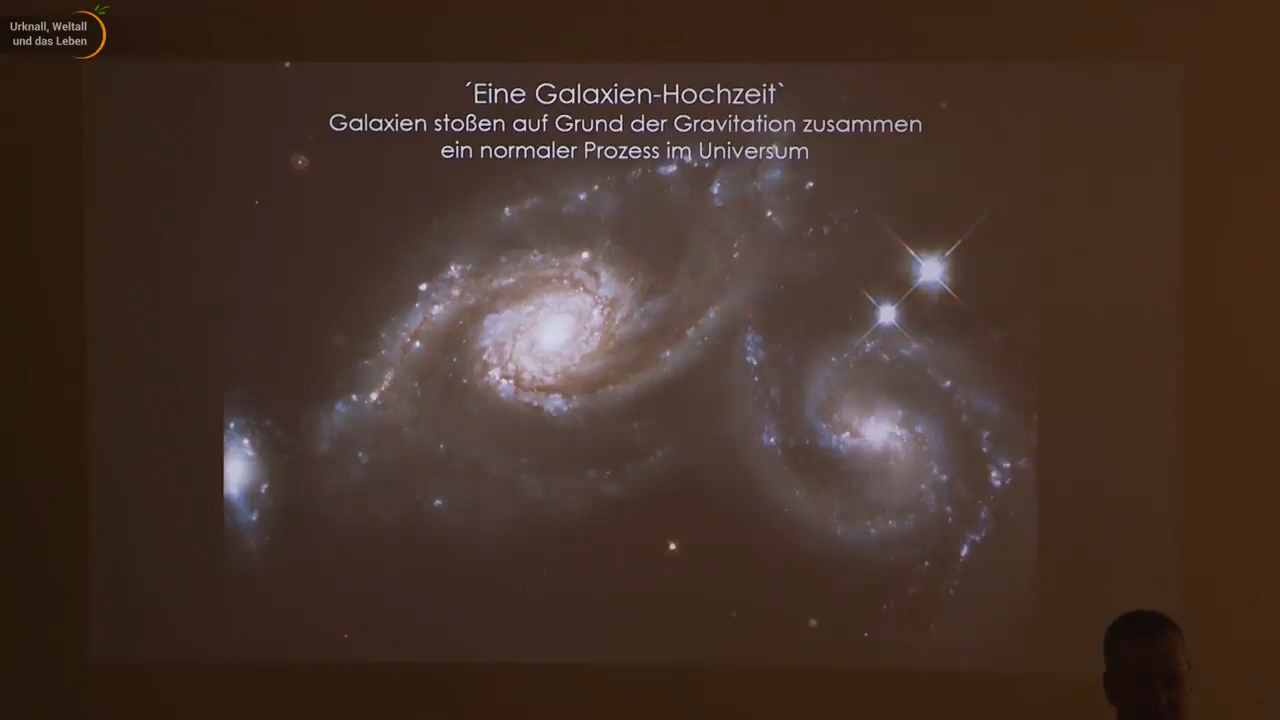 Urknall, Weltall
und das Leben
´Eine Galaxien-Hochzeit`
Galaxien stoßen auf Grund der Gravitation zusammen
ein normaler Prozess im Universum